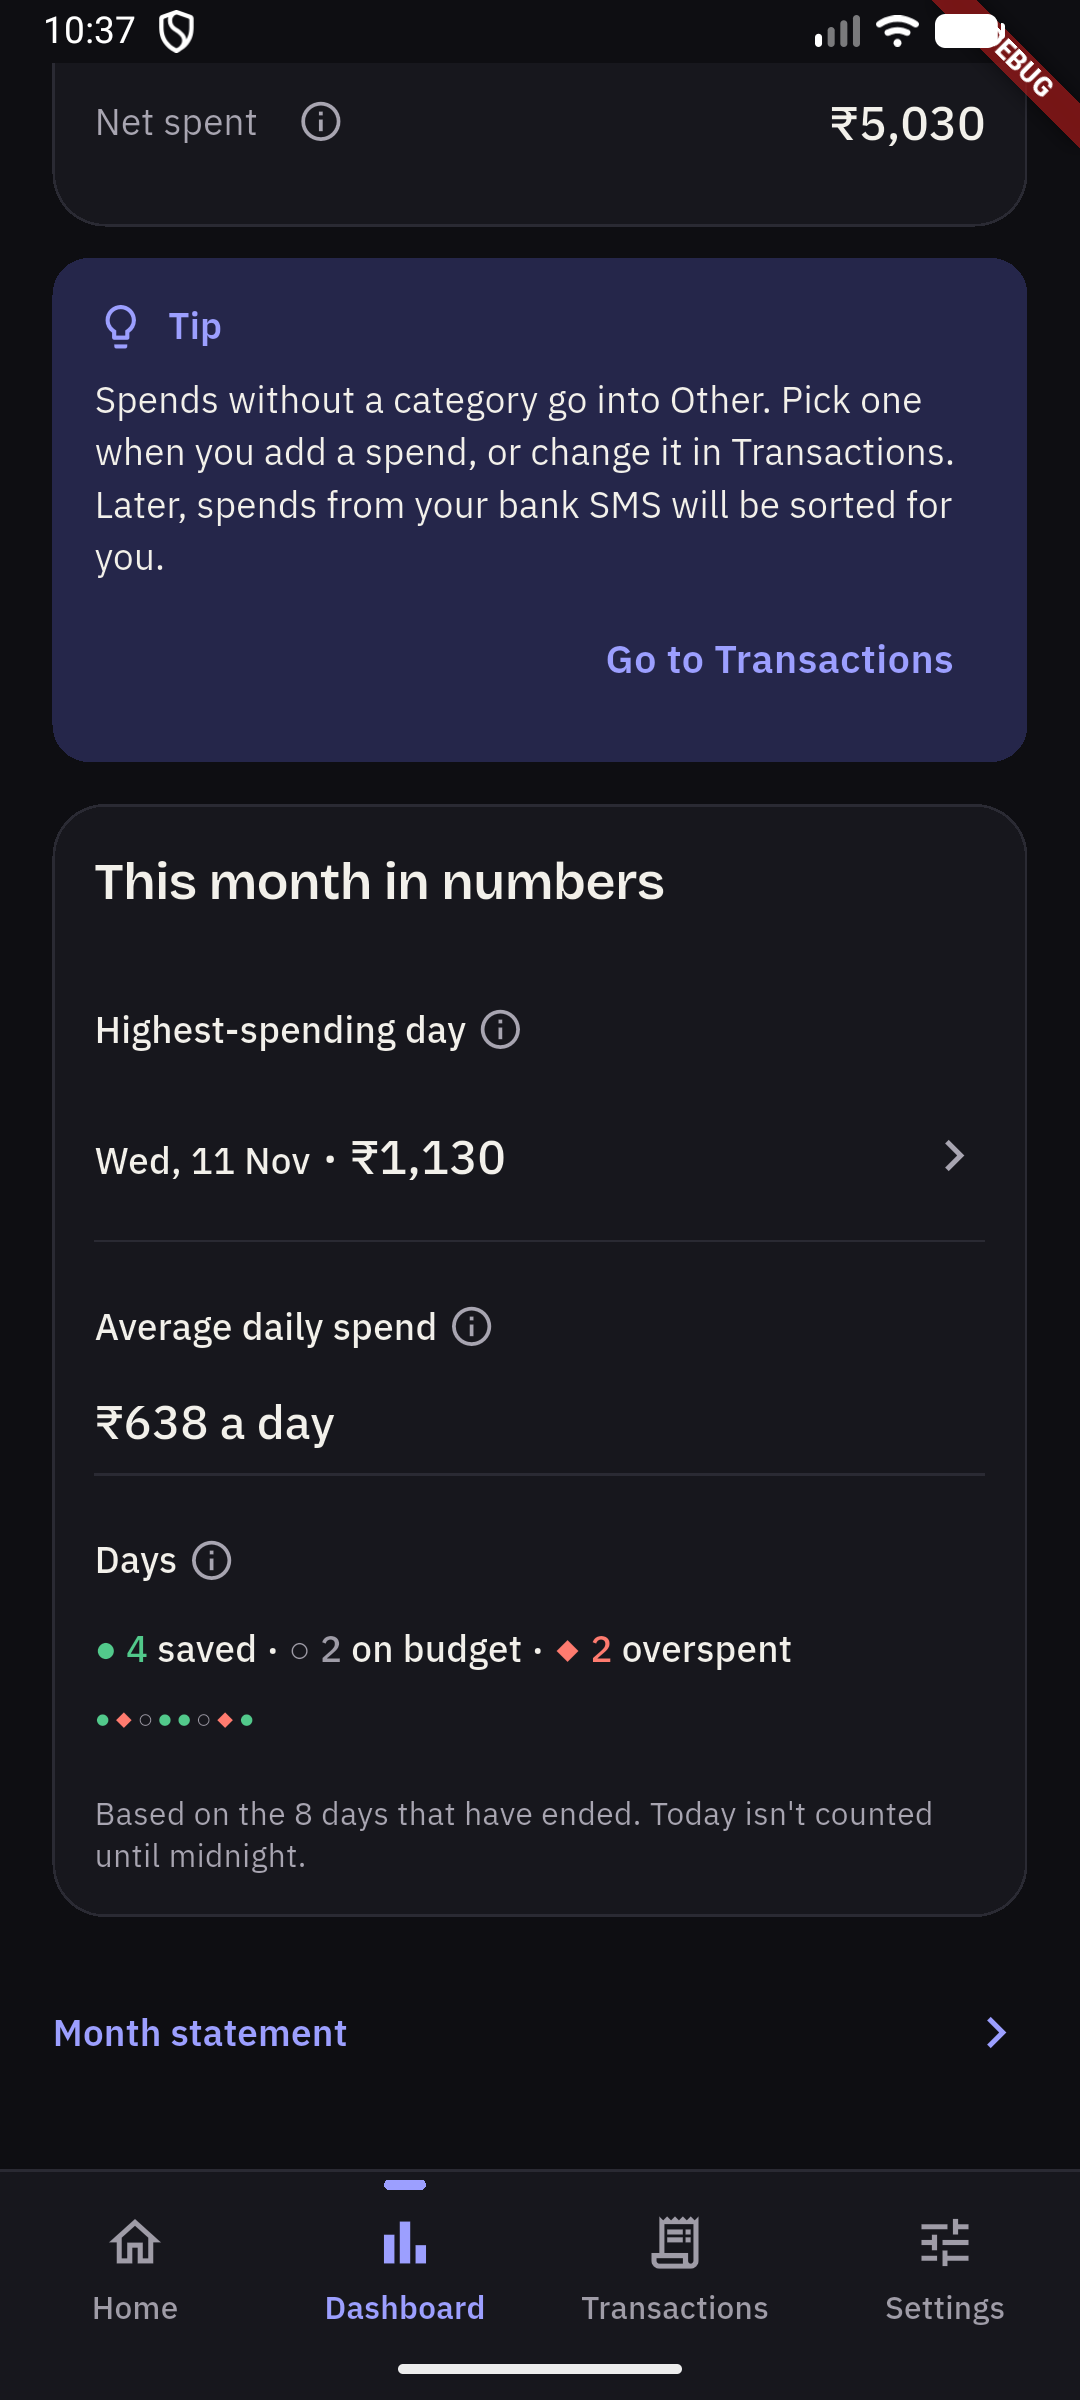 10:37
DEBUG
Net spent ₹5,030
Tip
Spends without a category go into Other. Pick one
when you add a spend, or change it in Transactions.
Later, spends from your bank SMS will be sorted for
you.
Go to Transactions
This month in numbers
Highest-spending day
Wed, 11 Nov · ₹1,130
Average daily spend
₹638 a day
Days
4 saved · 2 on budget · 2 overspent
Based on the 8 days that have ended. Today isn't counted
until midnight.
Month statement
Home Dashboard Transactions Settings